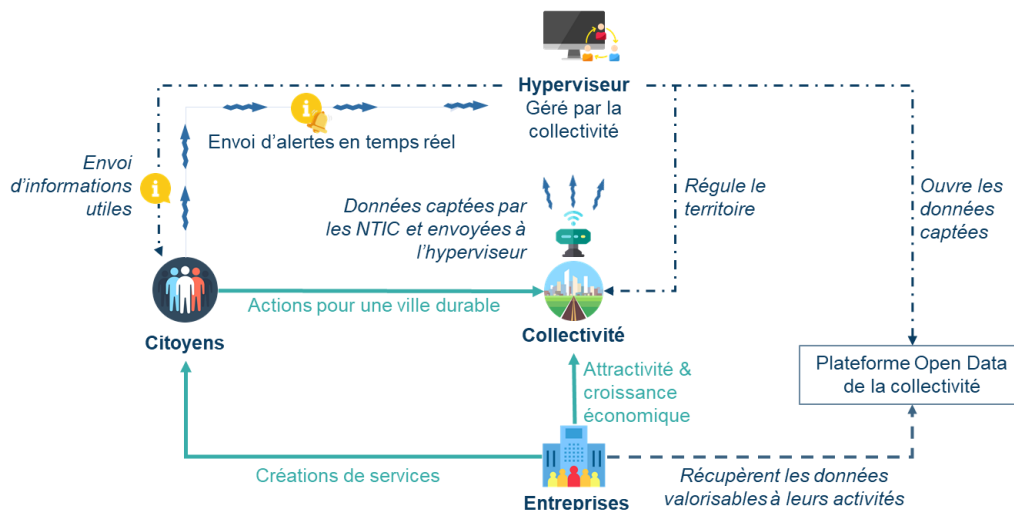 Hyperviseur
Géré par la
collectivité
Envoi d'alertes en temps réel
Envoi
d'informations
utiles
i
i
Données captées par
les NTIC et envoyées à
l'hyperviseur
Régule le
territoire
Ouvre les
données
captées
Actions pour une ville durable
Citoyens
Collectivité
Attractivité &
croissance
économique
Plateforme Open Data
de la collectivité
Créations de services
Récupèrent les données
valorisables à leurs activités
Entreprises